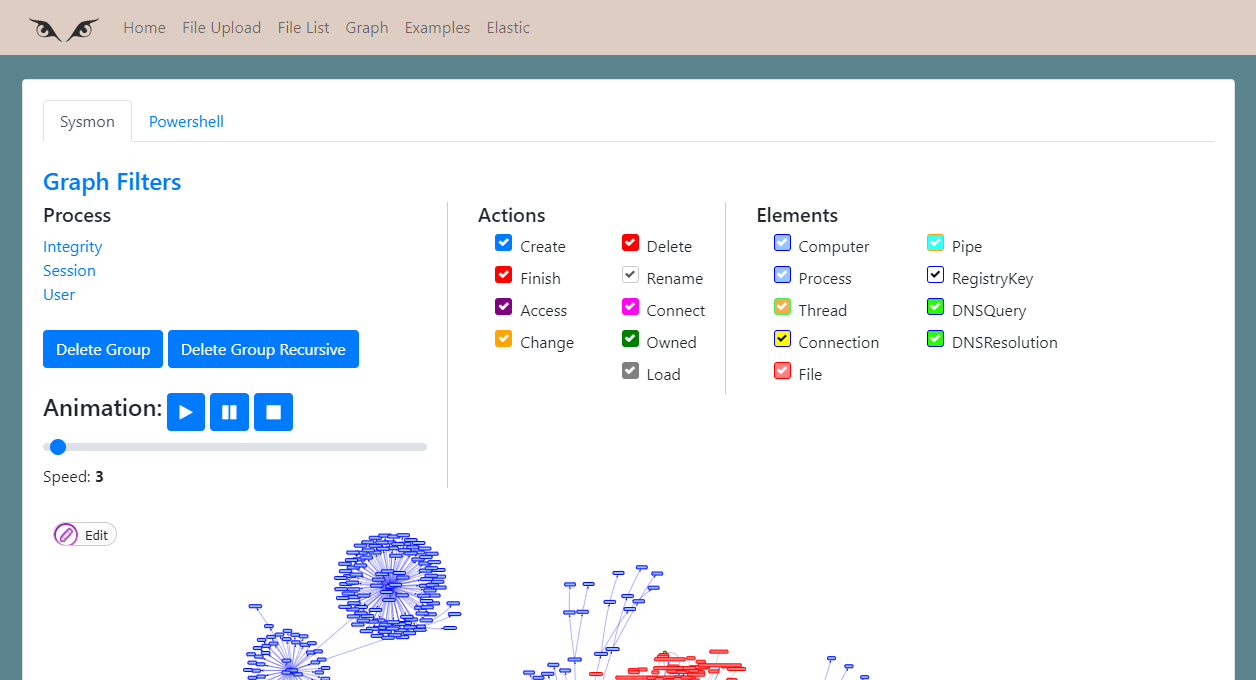 Home File Upload File List Graph Examples Elastic
Sysmon Powershell
Graph Filters
Process
Integrity
Session
User
Delete Group Delete Group Recursive
Animation:
Speed: 3
Actions
Create Delete
Finish Rename
Access Connect
Change Owned
Load
Elements
Computer Pipe
Process RegistryKey
Thread DNSQuery
Connection DNSResolution
File
Edit